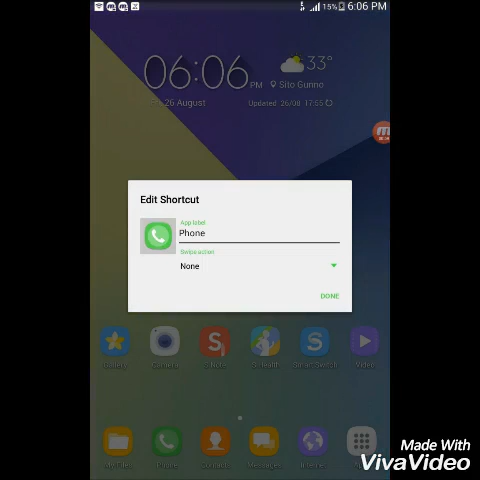 15% 6:06 PM
06:06 PM
33°
Fri 26 August
Sito Gunno
Updated 26/08 17:55
Edit Shortcut
App label
Phone
Swipe action
None
DONE
Gallery
Camera
S Note
S Health
Smart Switch
Video
My Files
Phone
Contacts
Messages
Internet
Made With
VivaVideo